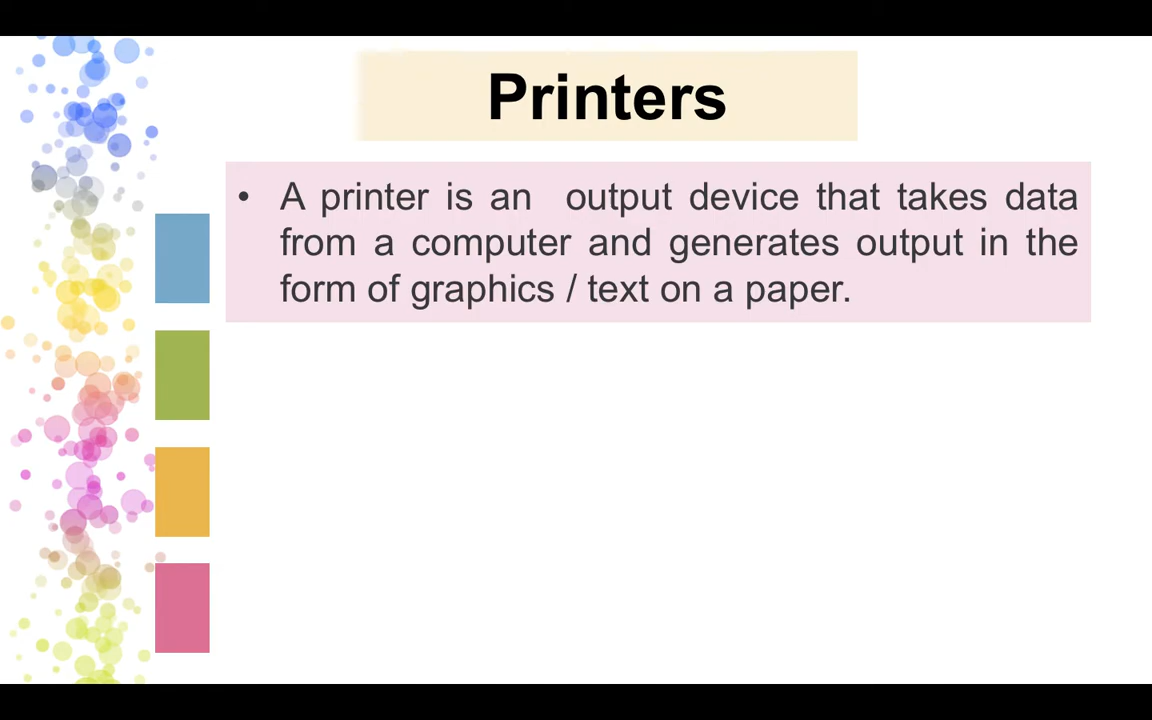 Printers
• A printer is an output device that takes data
from a computer and generates output in the
form of graphics / text on a paper.